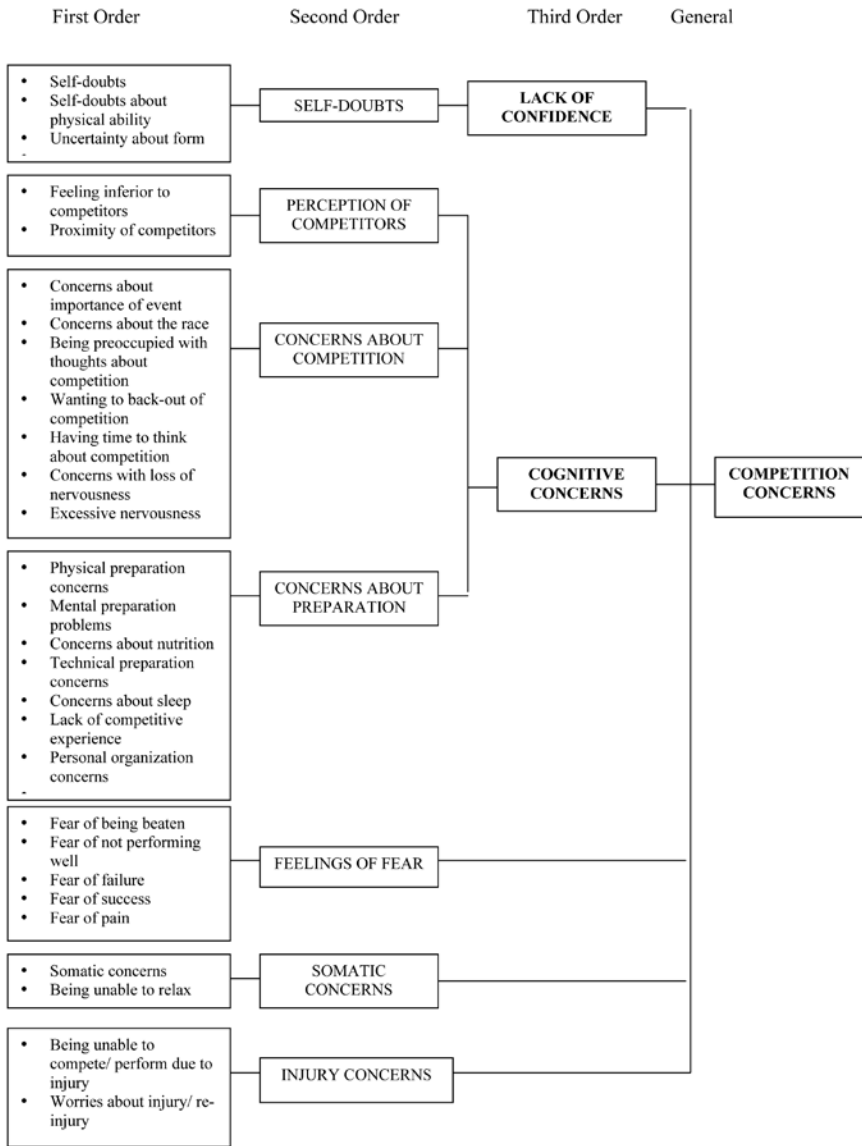 First Order
Second Order
Third Order
General
• Self-doubts
• Self-doubts about
physical ability
• Uncertainty about form
-
SELF-DOUBTS
LACK OF
CONFIDENCE
• Feeling inferior to
competitors
• Proximity of competitors
PERCEPTION OF
COMPETITORS
• Concerns about
importance of event
• Concerns about the race
• Being preoccupied with
thoughts about
competition
• Wanting to back-out of
competition
• Having time to think
about competition
• Concerns with loss of
nervousness
• Excessive nervousness
CONCERNS ABOUT
COMPETITION
COGNITIVE
CONCERNS
COMPETITION
CONCERNS
• Physical preparation
concerns
• Mental preparation
problems
• Concerns about nutrition
• Technical preparation
concerns
• Concerns about sleep
• Lack of competitive
experience
• Personal organization
concerns
-
CONCERNS ABOUT
PREPARATION
• Fear of being beaten
• Fear of not performing
well
• Fear of failure
• Fear of success
• Fear of pain
FEELINGS OF FEAR
• Somatic concerns
• Being unable to relax
SOMATIC
CONCERNS
• Being unable to
compete/ perform due to
injury
• Worries about injury/ re-
injury
INJURY CONCERNS